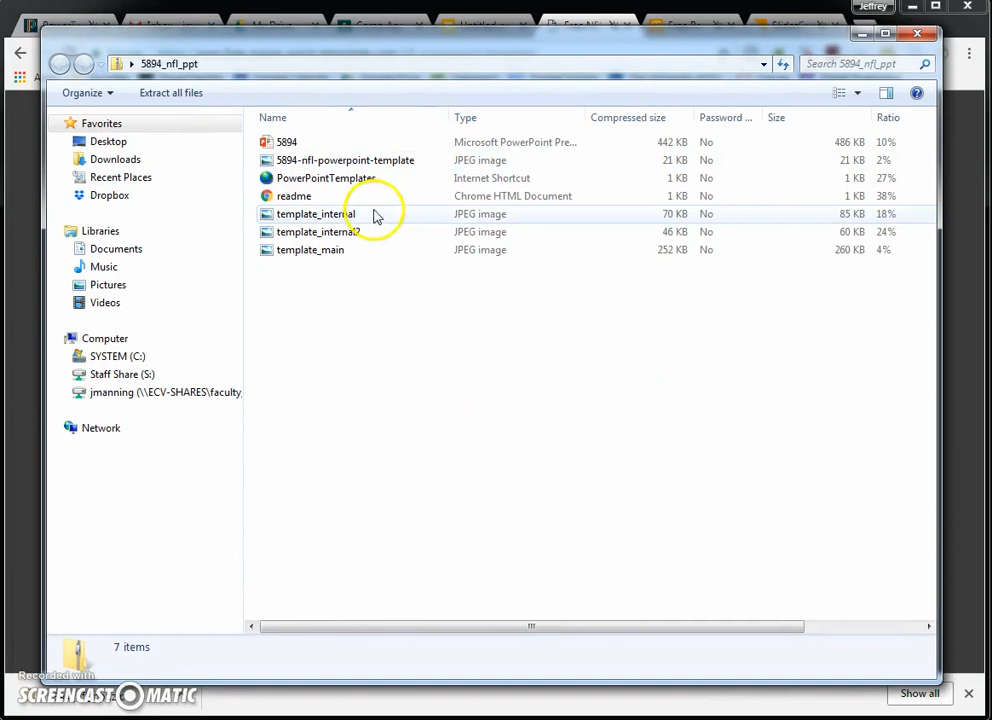 Jeffrey
5894_nfl_ppt
Search 5894_nfl_ppt
Organize
Extract all files
Name
Type
Compressed size
Password ...
Size
Ratio
5894
Microsoft PowerPoint Pre...
442 KB
No
486 KB
10%
5894-nfl-powerpoint-template
JPEG image
21 KB
No
21 KB
2%
PowerPointTemplates
Internet Shortcut
1 KB
No
1 KB
27%
readme
Chrome HTML Document
1 KB
No
1 KB
38%
template_internal
JPEG image
70 KB
No
85 KB
18%
template_internal2
JPEG image
46 KB
No
60 KB
24%
template_main
JPEG image
252 KB
No
260 KB
4%
Favorites
Desktop
Downloads
Recent Places
Dropbox
Libraries
Documents
Music
Pictures
Videos
Computer
SYSTEM (C:)
Staff Share (S:)
jmanning (\\ECV-SHARES\faculty
Network
7 items
Recorded with
SCREENCAST-O-MATIC
Show all